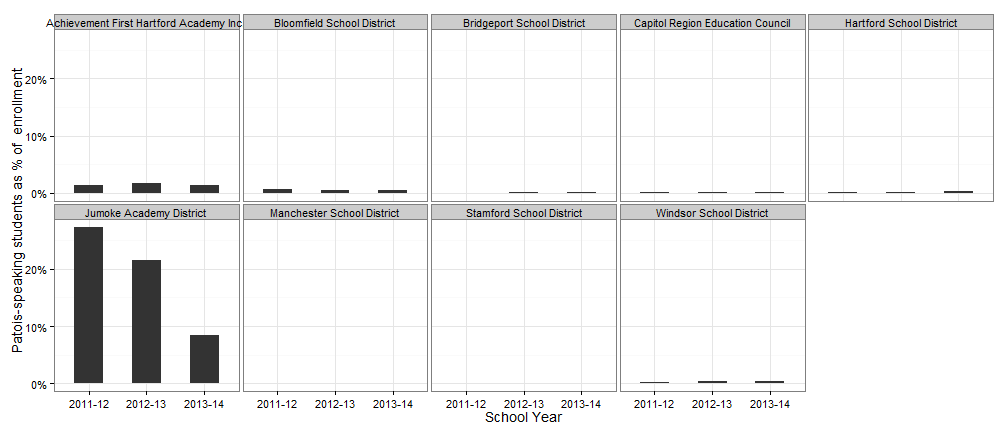 Achievement First Hartford Academy Inc
Bloomfield School District
Bridgeport School District
Capitol Region Education Council
Hartford School District
20%
10%
0%
Jumoke Academy District
Manchester School District
Stamford School District
Windsor School District
20%
10%
0%
2011-12 2012-13 2013-14
2011-12 2012-13 2013-14
2011-12 2012-13 2013-14
2011-12 2012-13 2013-14
School Year
Patois-speaking students as % of enrollment